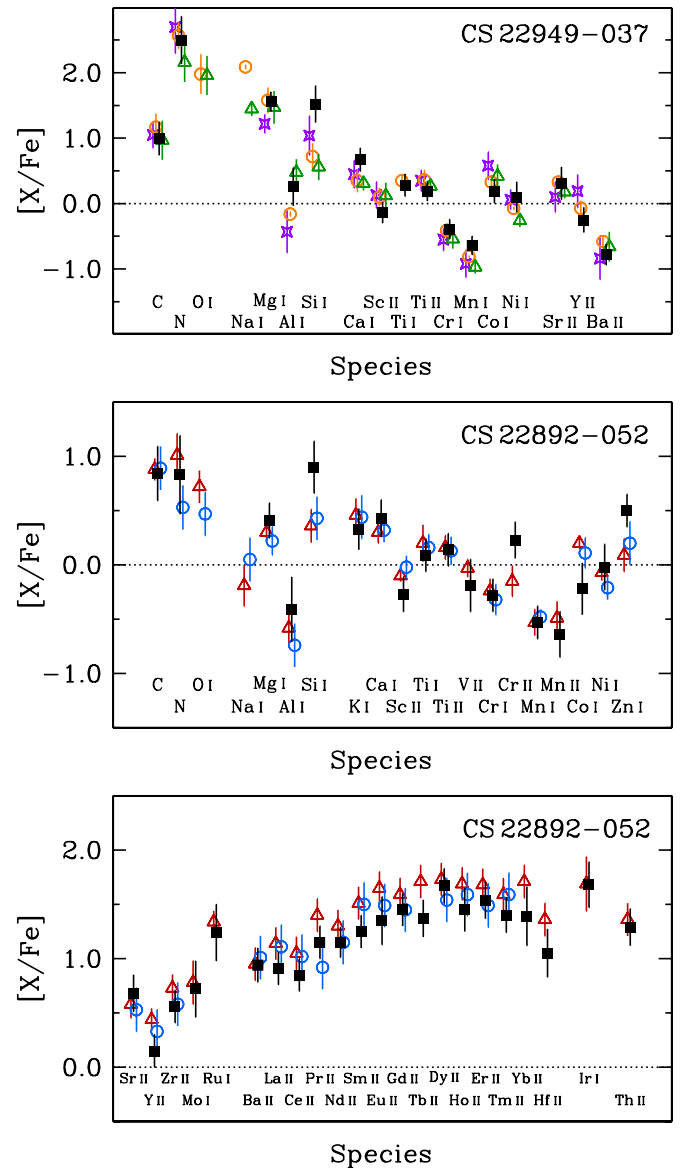 CS 22949−037
2.0
1.0
0.0
−1.0
[X/Fe]
C O I Mg I Si I Sc II Ti II Mn I Ni I Y II
N Na I Al I Ca I Ti I Cr I Co I Sr II Ba II
Species
CS 22892−052
1.0
0.0
−1.0
[X/Fe]
C O I Mg I Si I Ca I Ti I V II Cr II Mn II Ni I
N Na I Al I K I Sc II Ti II Cr I Mn I Co I Zn I
Species
CS 22892−052
2.0
1.0
0.0
[X/Fe]
Sr II Zr II Ru I La II Pr II Sm II Gd II Dy II Er II Yb II Ir I
Y II Mo I Ba II Ce II Nd II Eu II Tb II Ho II Tm II Hf II Th II
Species